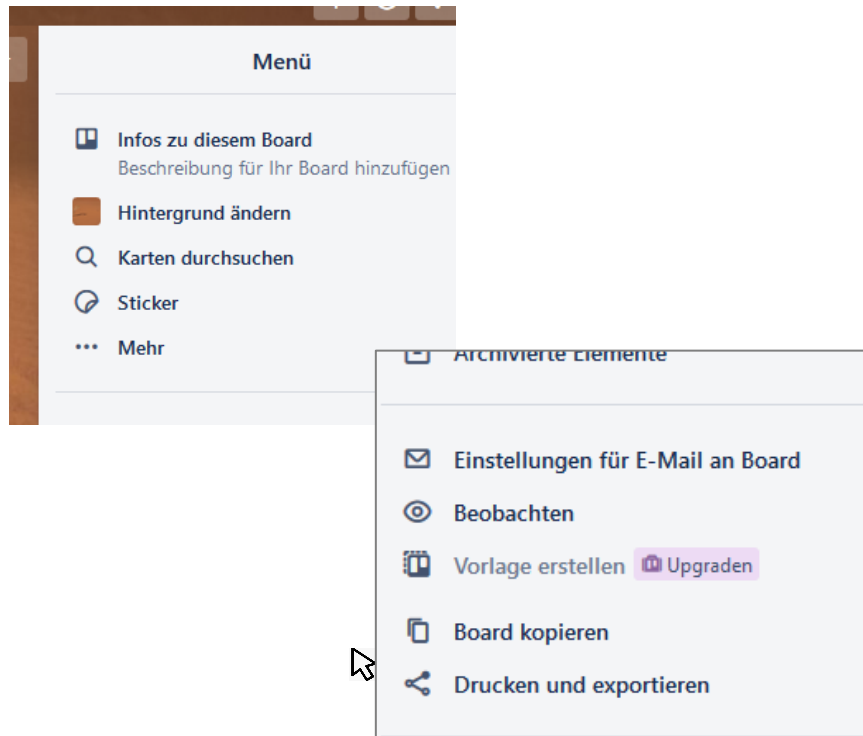 Menü
Infos zu diesem Board
Beschreibung für Ihr Board hinzufügen
Hintergrund ändern
Karten durchsuchen
Sticker
Mehr
Archivierte Elemente
Einstellungen für E-Mail an Board
Beobachten
Vorlage erstellen Upgraden
Board kopieren
Drucken und exportieren